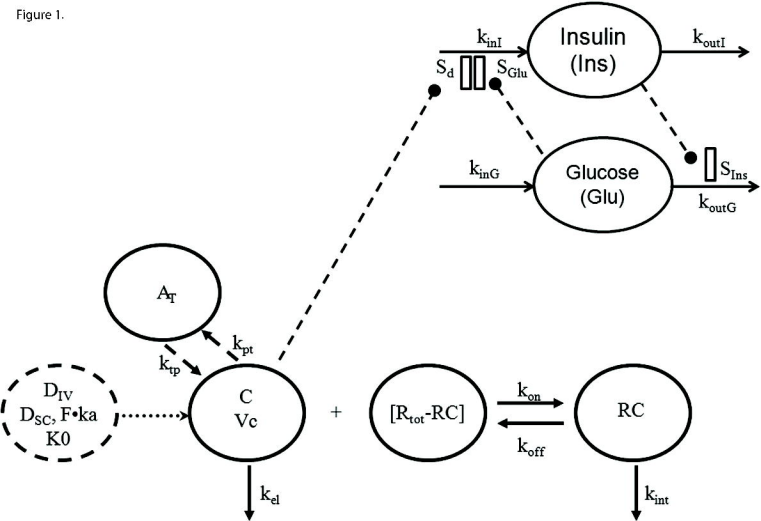 Figure 1.
kinI
Insulin
(Ins)
koutI
Sd
SGlu
kinG
Glucose
(Glu)
SIns
koutG
AT
ktp
kpt
DIV
DSC, F•ka
K0
C
Vc
+
[Rtot-RC]
kon
koff
RC
kel
kint